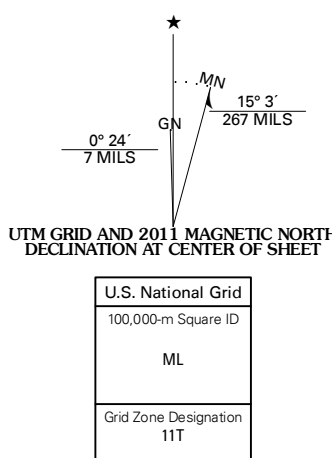 MN
GN
15° 3´
267 MILS
0° 24´
7 MILS
UTM GRID AND 2011 MAGNETIC NORTH
DECLINATION AT CENTER OF SHEET
U.S. National Grid
100,000-m Square ID
ML
Grid Zone Designation
11T